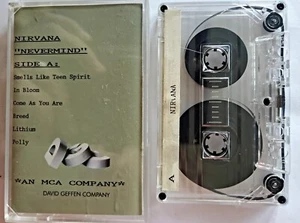 NIRVANA
"NEVERMIND"
SIDE A:
Smells Like Teen Spirit
In Bloom
Come As You Are
Breed
Lithium
Polly
*AN MCA COMPANY*
DAVID GEFFEN COMPANY
NIRVANA
A